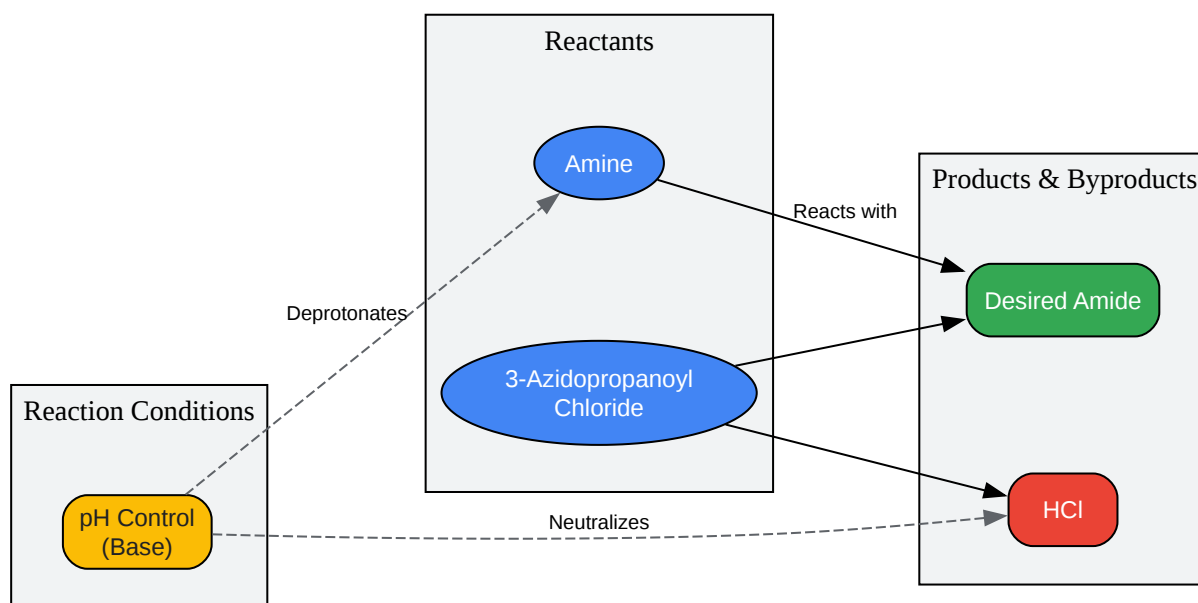 Reactants
Amine
Reacts with
Products & Byproducts
Desired Amide
Deprotonates
3-Azidopropanoyl
Chloride
Reaction Conditions
pH Control
(Base)
Neutralizes
HCl